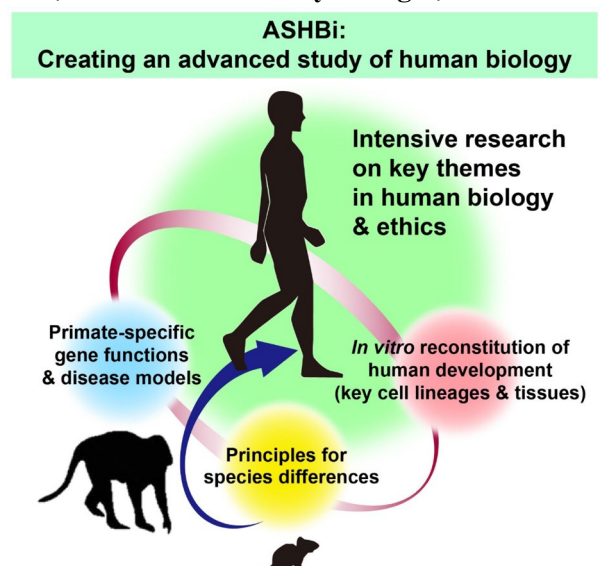 ASHBi:
Creating an advanced study of human biology
Intensive research
on key themes
in human biology
& ethics
Primate-specific
gene functions
& disease models
In vitro reconstitution of
human development
(key cell lineages & tissues)
Principles for
species differences